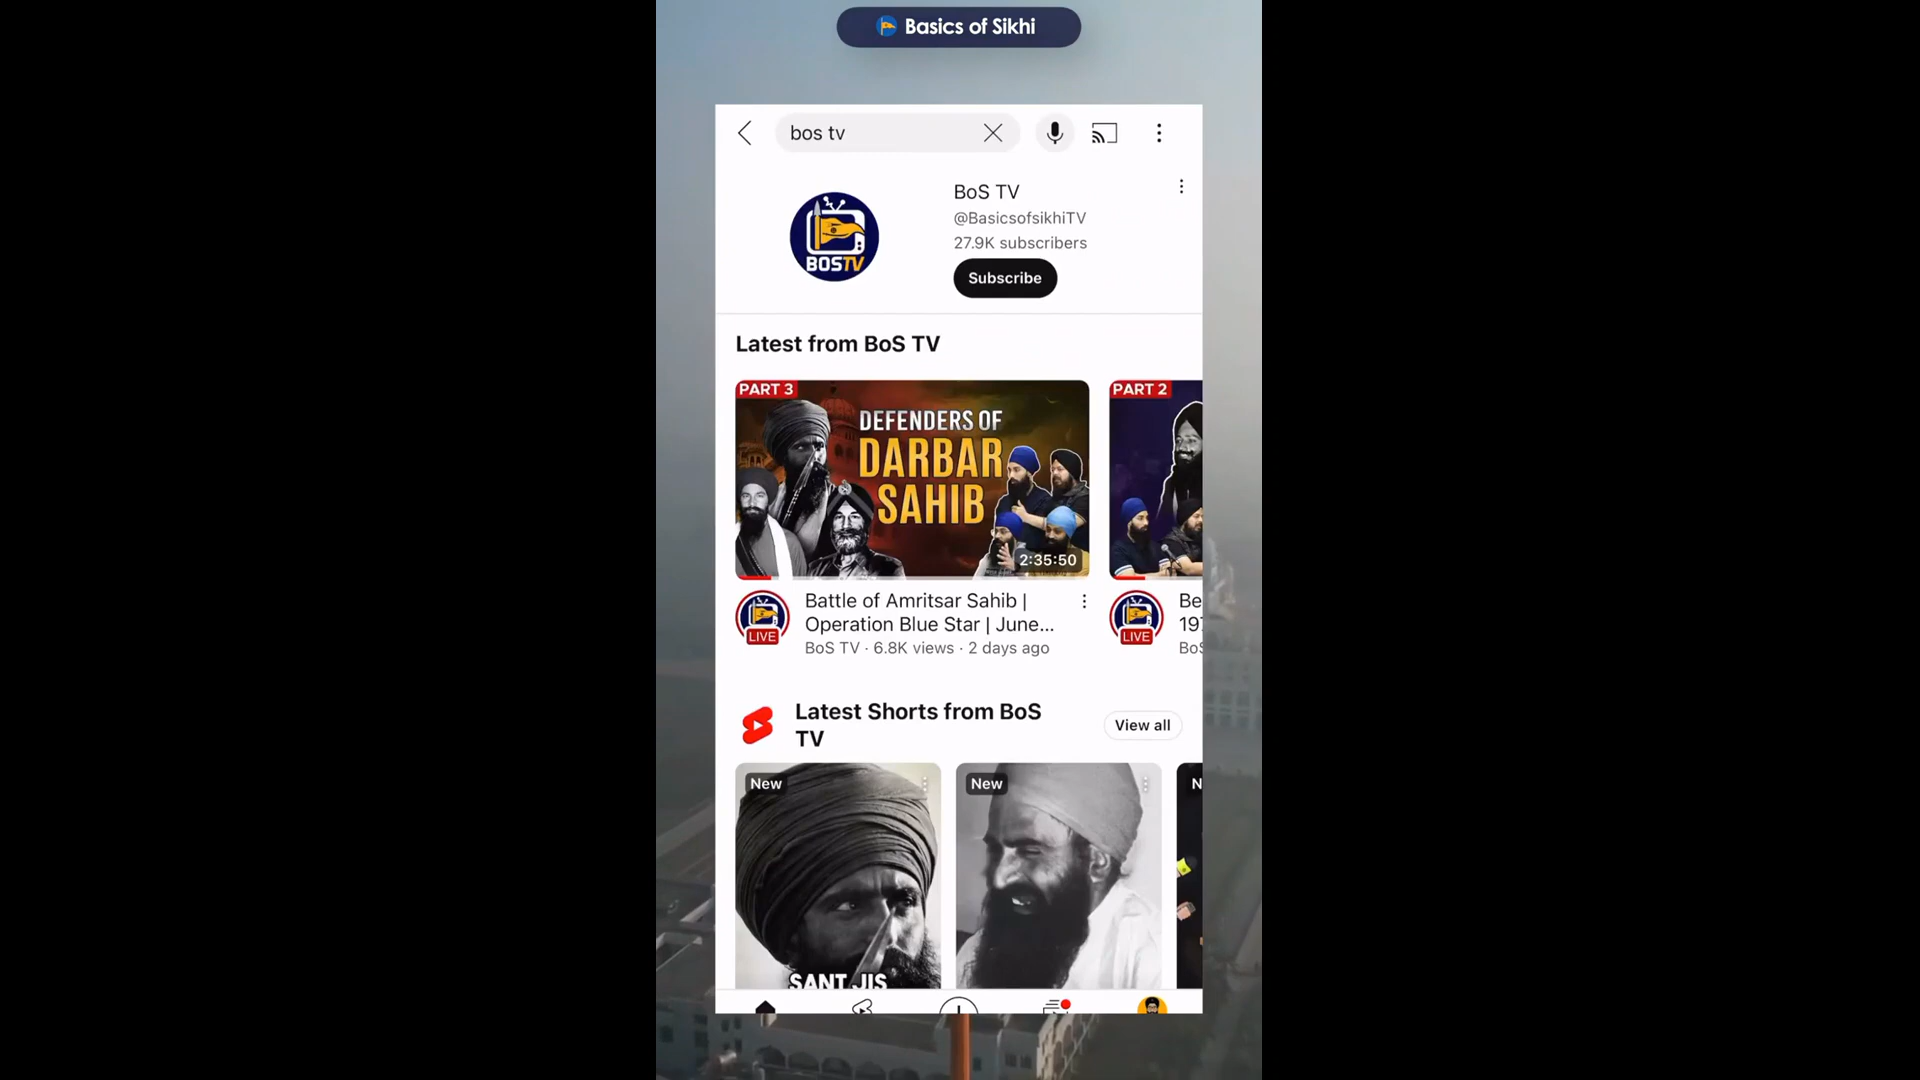 Basics of Sikhi
bos tv
BoS TV
@BasicsofsikhiTV
27.9K subscribers
BOSTV
Subscribe
Latest from BoS TV
PART 3
DEFENDERS OF
DARBAR
SAHIB
2:35:50
PART 2
LIVE
Battle of Amritsar Sahib |
Operation Blue Star | June...
BoS TV · 6.8K views · 2 days ago
LIVE
Be
197
BoS
Latest Shorts from BoS
TV
View all
New
SANT JIS
New
N